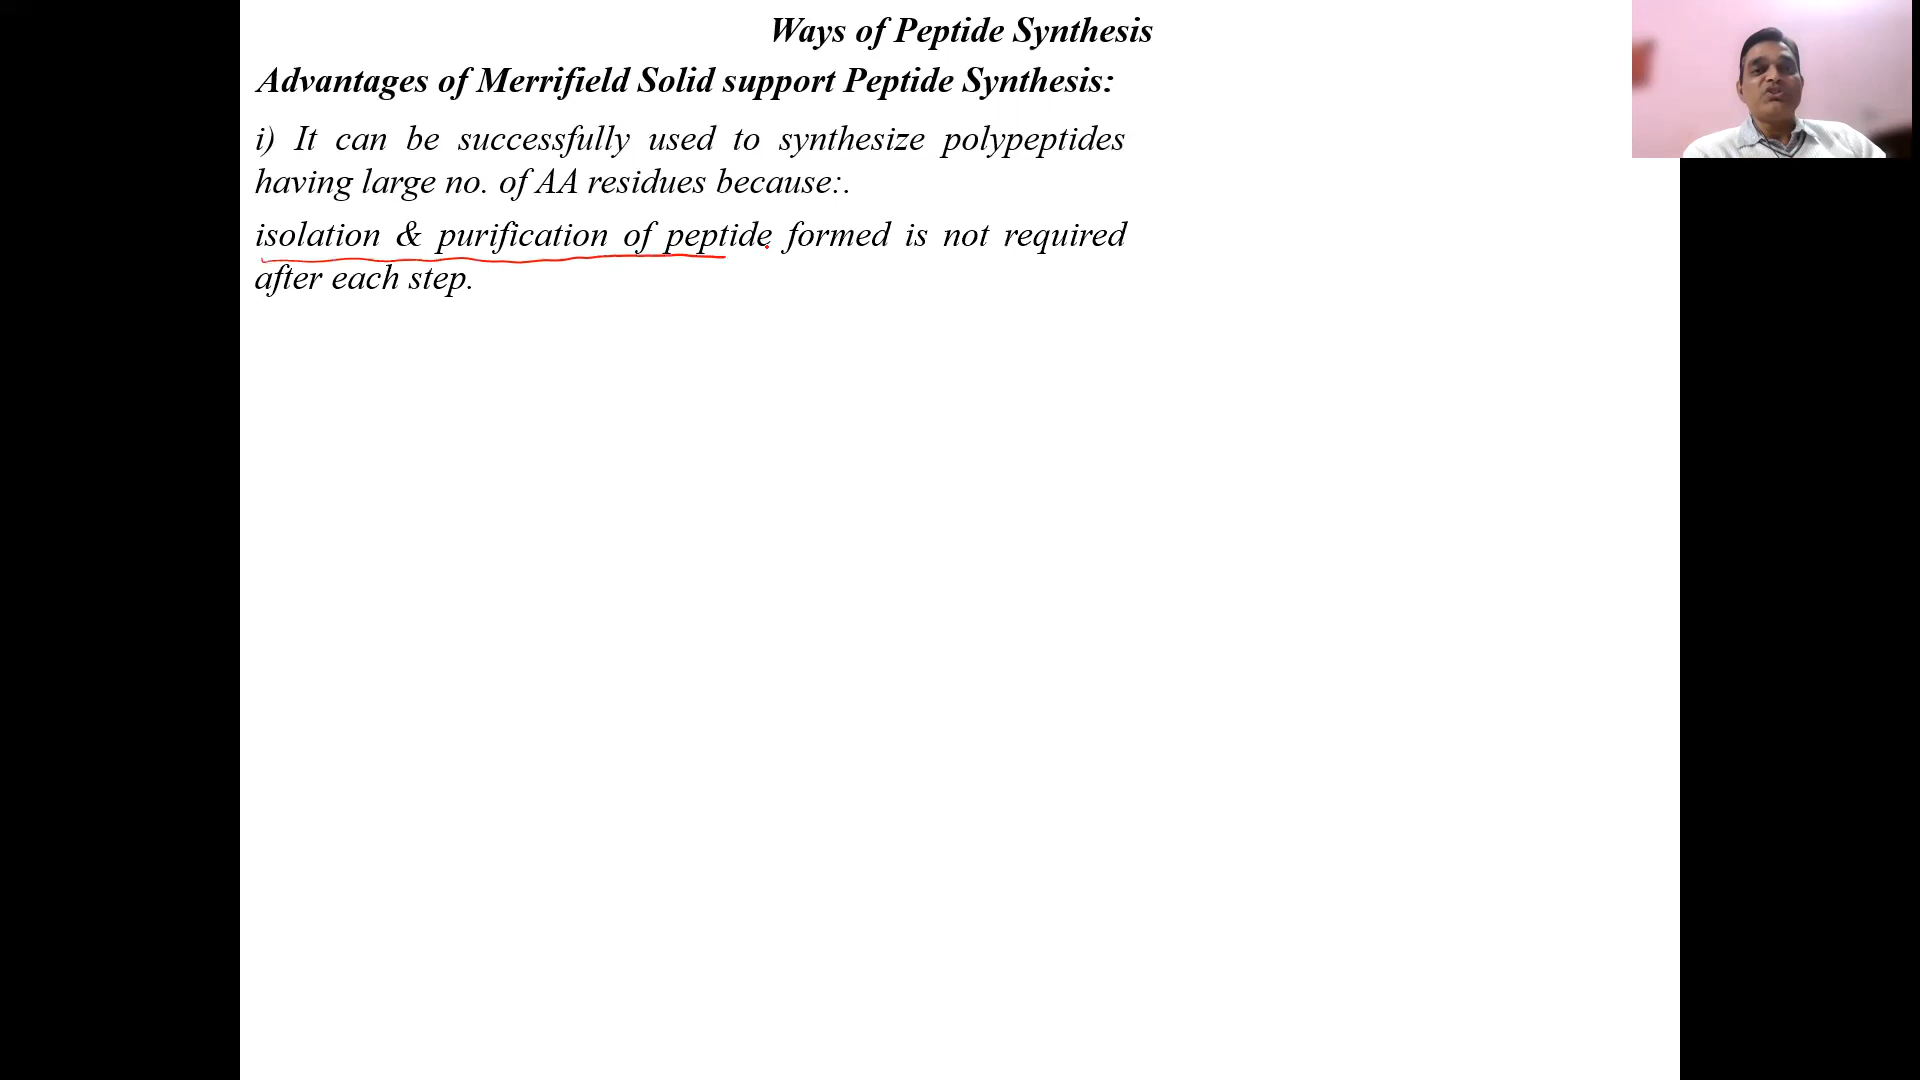 Ways of Peptide Synthesis
Advantages of Merrifield Solid support Peptide Synthesis:
i) It can be successfully used to synthesize polypeptides
having large no. of AA residues because:.
isolation & purification of peptide formed is not required
after each step.